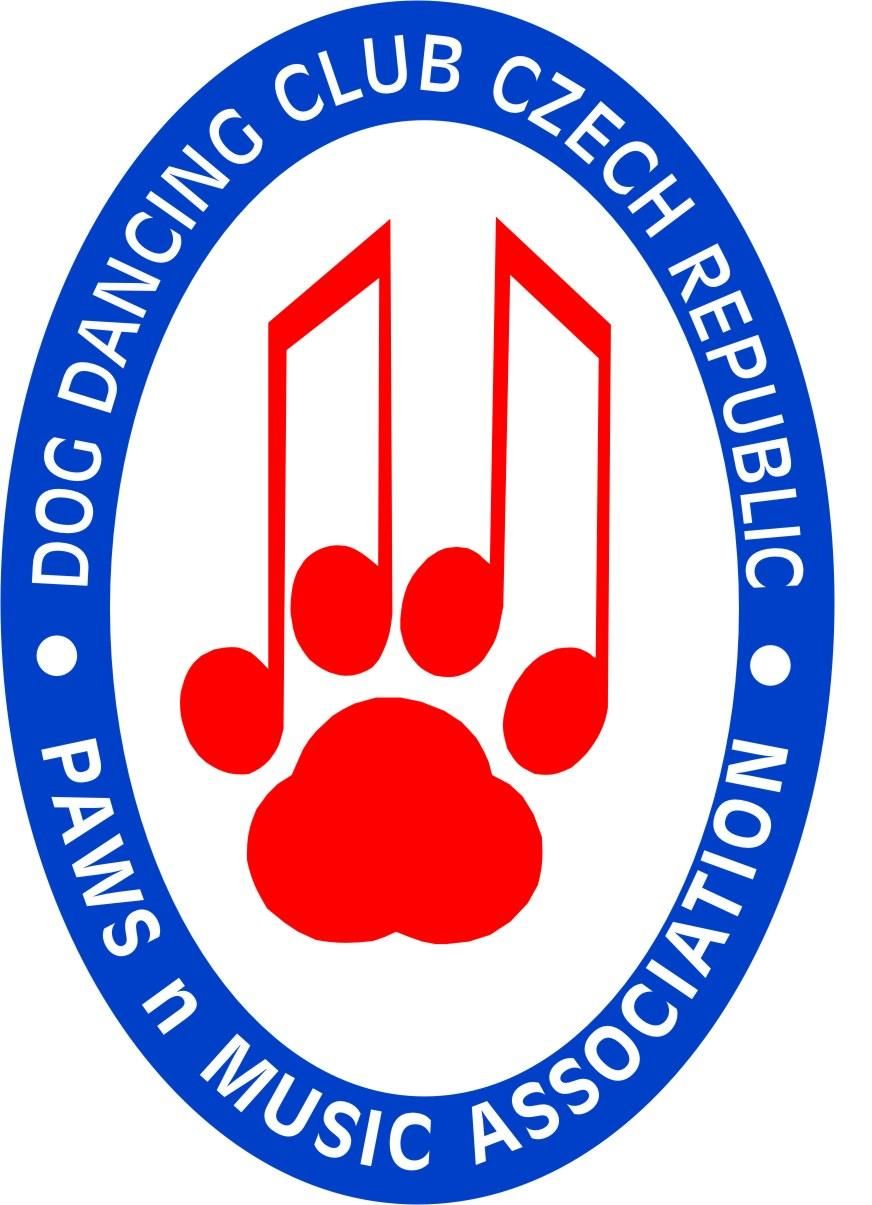 DOG DANCING CLUB CZECH REPUBLIC
PAWS n MUSIC ASSOCIATION